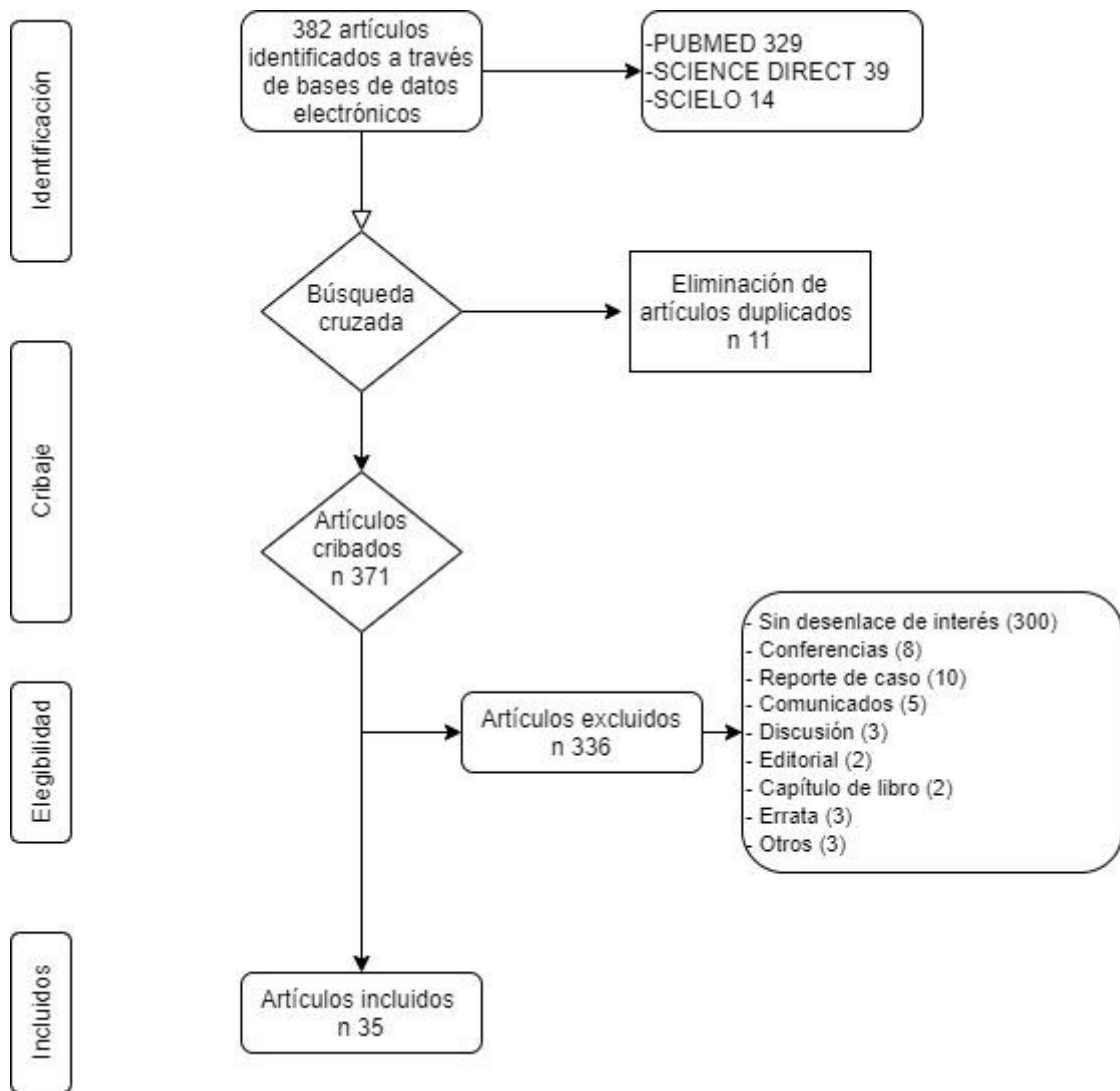 Identificación
382 artículos
identificados a través
de bases de datos
electrónicos
-PUBMED 329
-SCIENCE DIRECT 39
-SCIELO 14
Búsqueda
cruzada
Eliminación de
artículos duplicados
n 11
Cribaje
Artículos
cribados
n 371
Elegibilidad
Artículos excluidos
n 336
- Sin desenlace de interés (300)
- Conferencias (8)
- Reporte de caso (10)
- Comunicados (5)
- Discusión (3)
- Editorial (2)
- Capítulo de libro (2)
- Errata (3)
- Otros (3)
Incluidos
Artículos incluidos
n 35